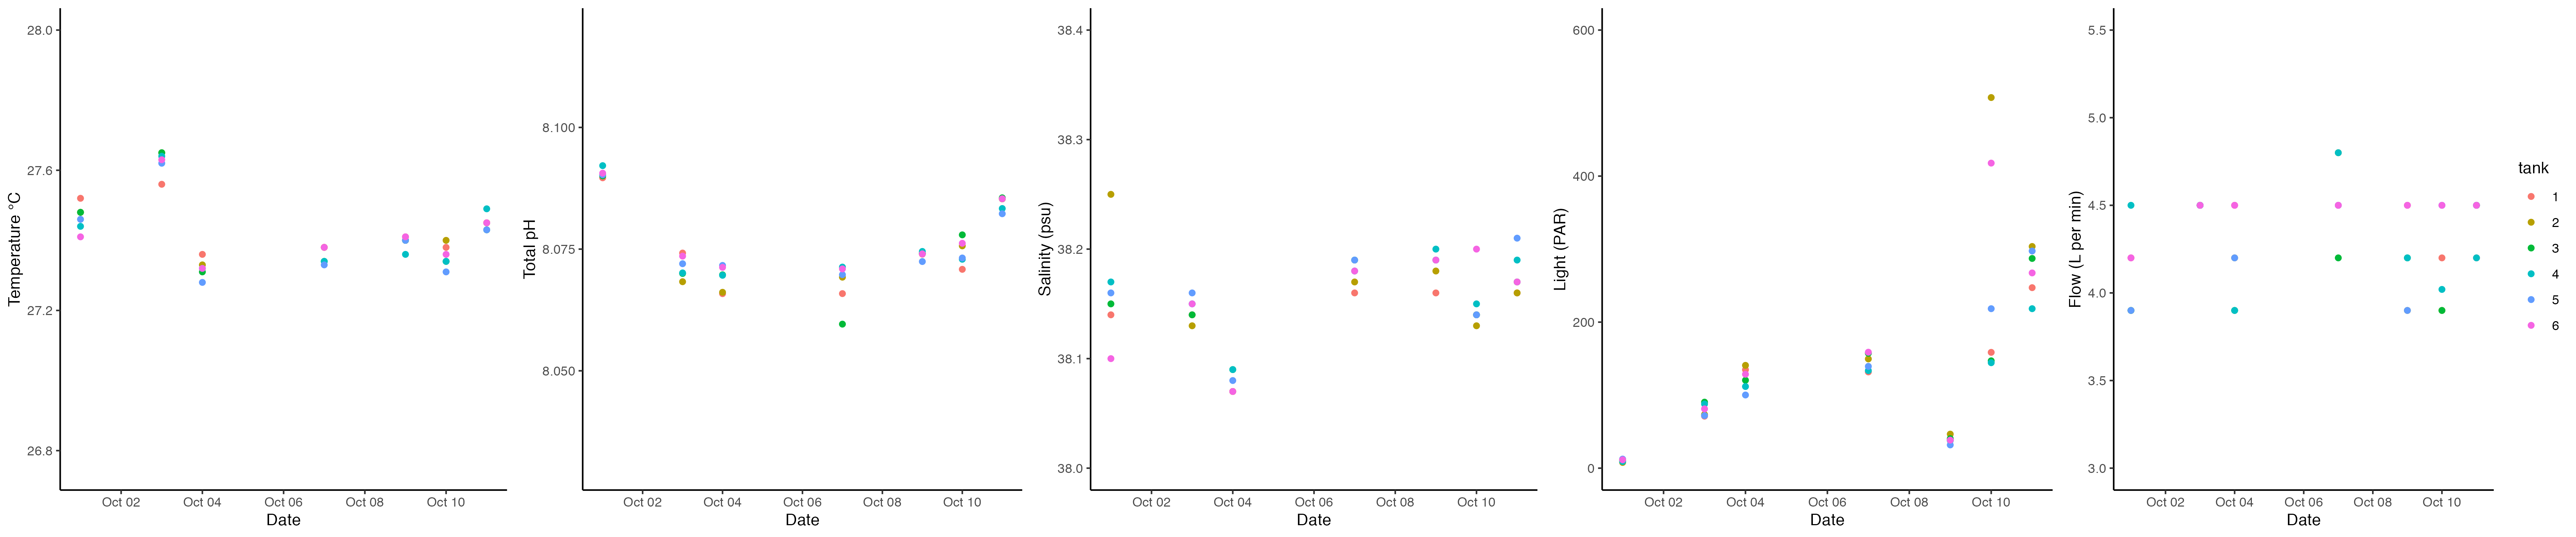 28.0
27.6
27.2
26.8
Temperature °C
Oct 02 Oct 04 Oct 06 Oct 08 Oct 10
Date
8.100
8.075
8.050
Total pH
Oct 02 Oct 04 Oct 06 Oct 08 Oct 10
Date
38.4
38.3
38.2
38.1
38.0
Salinity (psu)
Oct 02 Oct 04 Oct 06 Oct 08 Oct 10
Date
600
400
200
0
Light (PAR)
Oct 02 Oct 04 Oct 06 Oct 08 Oct 10
Date
5.5
5.0
4.5
4.0
3.5
3.0
Flow (L per min)
Oct 02 Oct 04 Oct 06 Oct 08 Oct 10
Date
tank
1
2
3
4
5
6